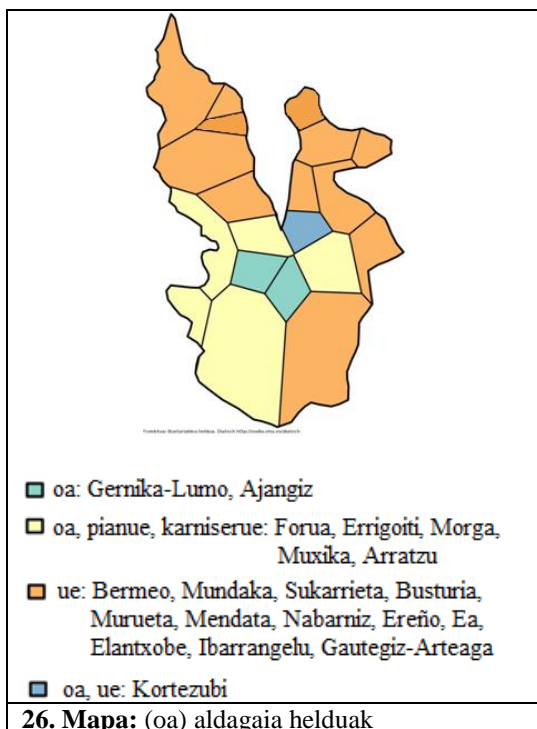 oa: Gernika-Lumo, Ajangiz
oa, pianue, karniserue: Forua, Errigoiti, Morga,
Muxika, Arratzu
ue: Bermeo, Mundaka, Sukarrieta, Busturia,
Murueta, Mendata, Nabarniz, Ereño, Ea,
Elantxobe, Ibarrangelu, Gautegiz-Arteaga
oa, ue: Kortezubi
26. Mapa: (oa) aldagaia helduak